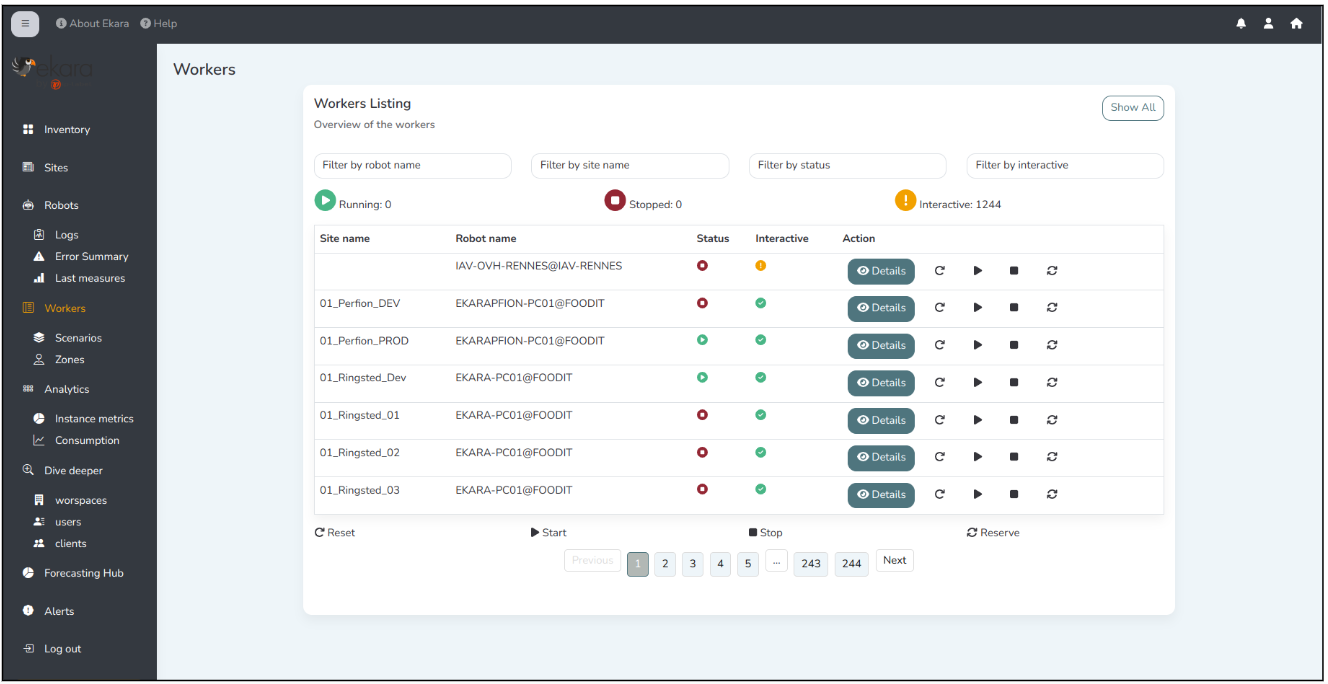 About Ekara Help
ekara
Workers
Workers Listing
Show All
Overview of the workers
Inventory
Sites
Robots
Logs
Error Summary
Last measures
Workers
Scenarios
Zones
Analytics
Instance metrics
Consumption
Dive deeper
worspaces
users
clients
Forecasting Hub
Alerts
Log out
Filter by robot name Filter by site name Filter by status Filter by interactive
Running: 0 Stopped: 0 Interactive: 1244
Site name Robot name Status Interactive Action
IAV-OVH-RENNES@IAV-RENNES Details
01_Perfion_DEV EKARAPFION-PC01@FOODIT Details
01_Perfion_PROD EKARAPFION-PC01@FOODIT Details
01_Ringsted_Dev EKARA-PC01@FOODIT Details
01_Ringsted_01 EKARA-PC01@FOODIT Details
01_Ringsted_02 EKARA-PC01@FOODIT Details
01_Ringsted_03 EKARA-PC01@FOODIT Details
Reset Start Stop Reserve
Previous 1 2 3 4 5 ... 243 244 Next